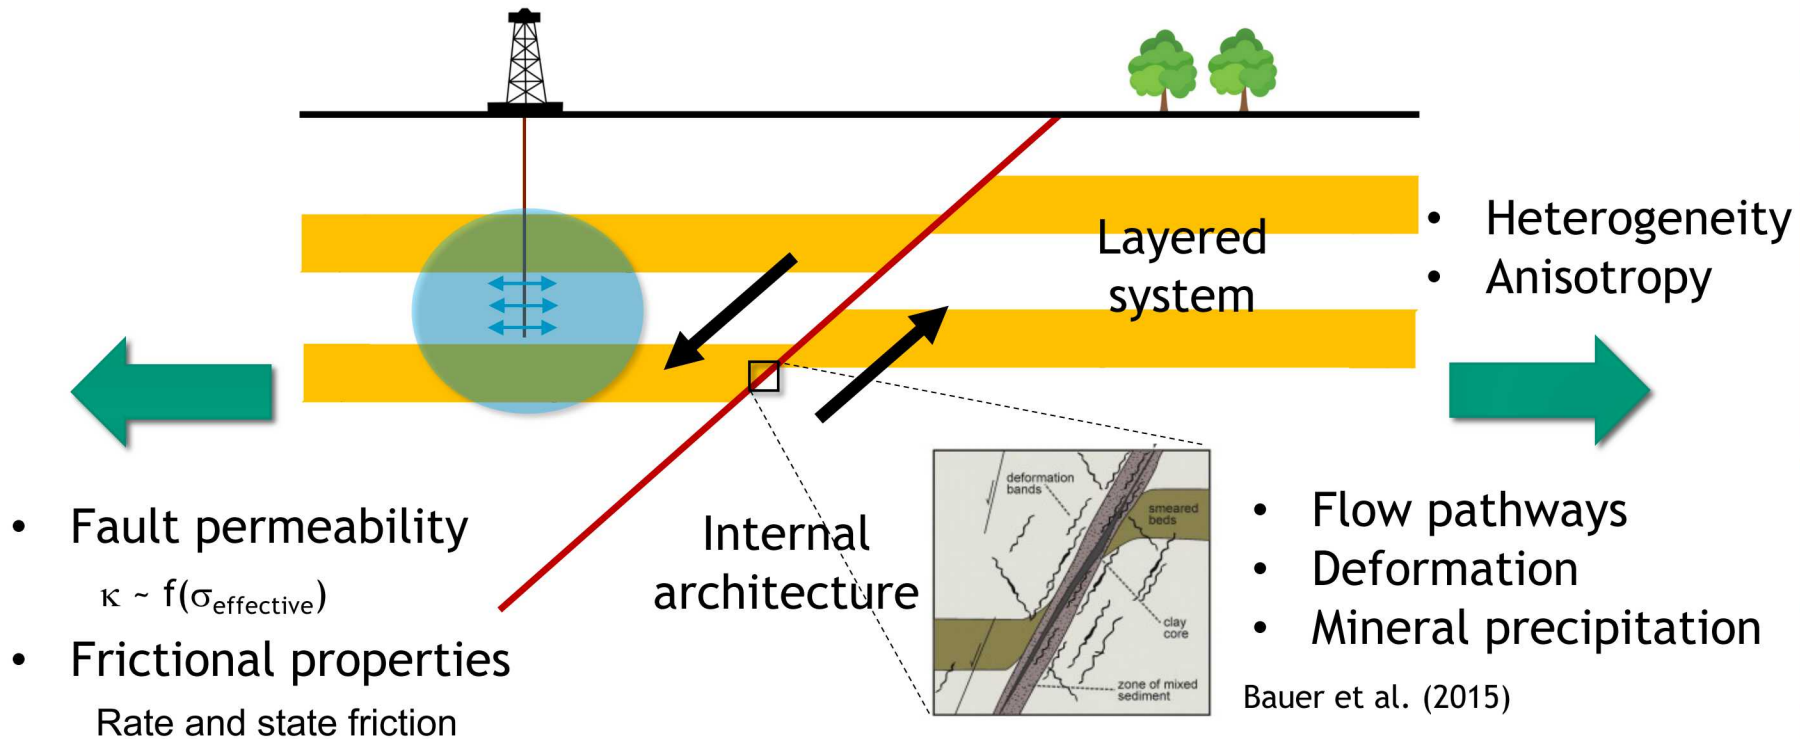 Layered
system
• Heterogeneity
• Anisotropy
• Fault permeability
κ ~ f(σeffective)
• Frictional properties
Rate and state friction
Internal
architecture
deformation
bands
smeared
beds
clay
core
zone of mixed
sediment
• Flow pathways
• Deformation
• Mineral precipitation
Bauer et al. (2015)